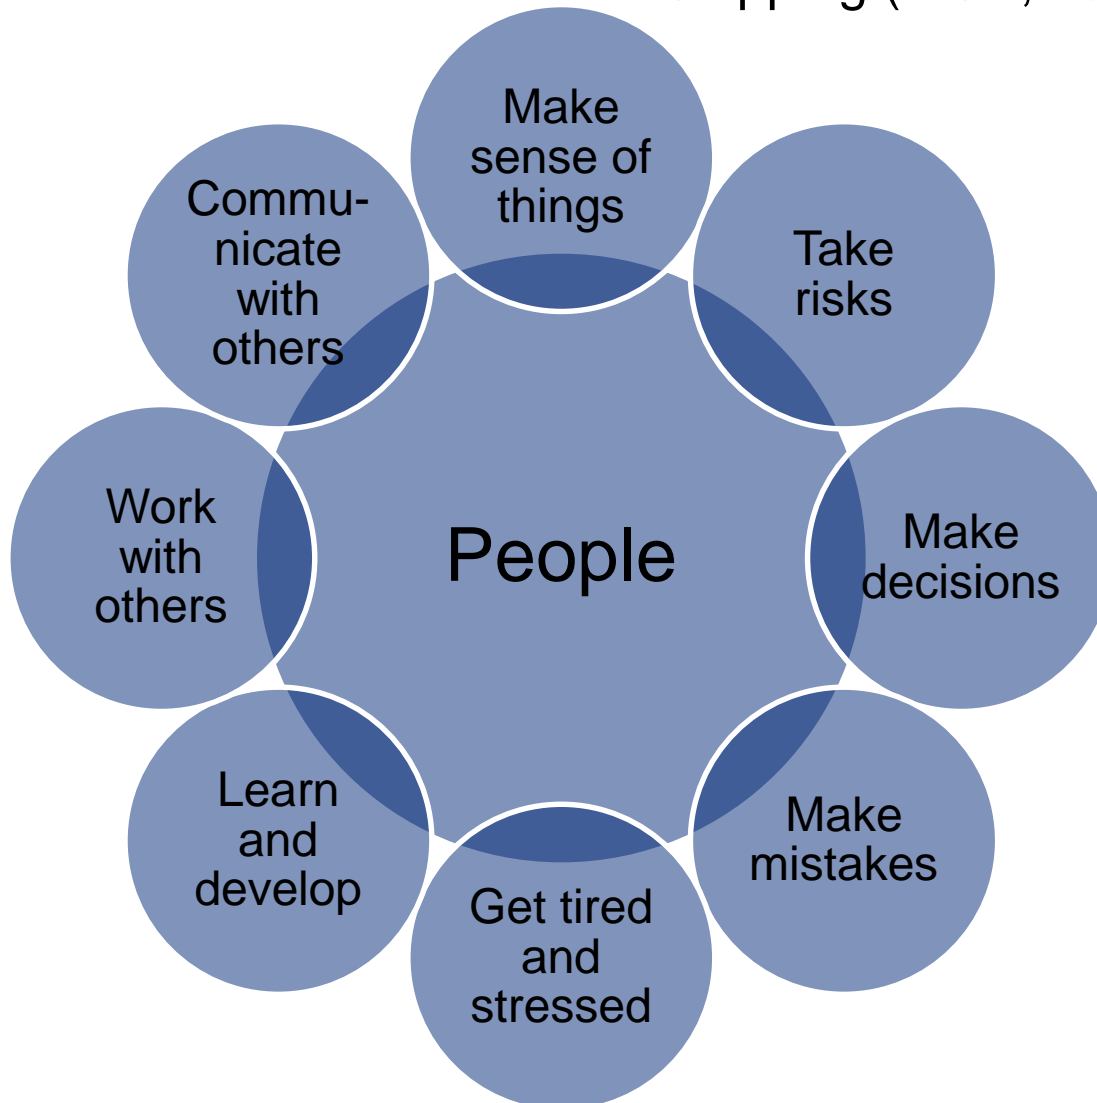 Make
sense of
things
Take
risks
Make
decisions
Make
mistakes
Get tired
and
stressed
Learn
and
develop
Work
with
others
Commu-
nicate
with
others
People